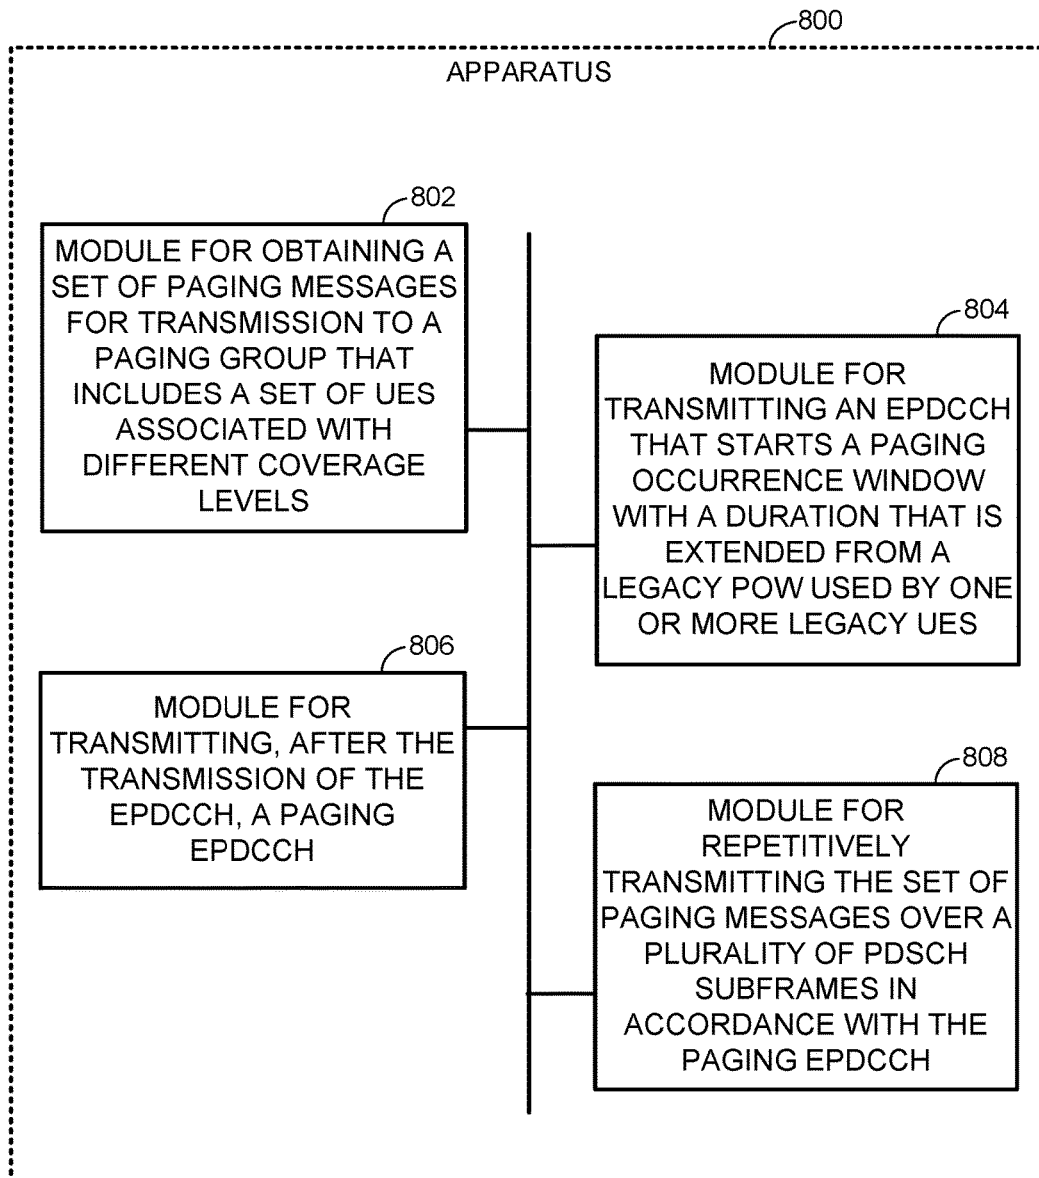 800
APPARATUS
802
MODULE FOR OBTAINING A
SET OF PAGING MESSAGES
FOR TRANSMISSION TO A
PAGING GROUP THAT
INCLUDES A SET OF UES
ASSOCIATED WITH
DIFFERENT COVERAGE
LEVELS
804
MODULE FOR
TRANSMITTING AN EPDCCH
THAT STARTS A PAGING
OCCURRENCE WINDOW
WITH A DURATION THAT IS
EXTENDED FROM A
LEGACY POW USED BY ONE
OR MORE LEGACY UES
806
MODULE FOR
TRANSMITTING, AFTER THE
TRANSMISSION OF THE
EPDCCH, A PAGING
EPDCCH
808
MODULE FOR
REPETITIVELY
TRANSMITTING THE SET OF
PAGING MESSAGES OVER A
PLURALITY OF PDSCH
SUBFRAMES IN
ACCORDANCE WITH THE
PAGING EPDCCH